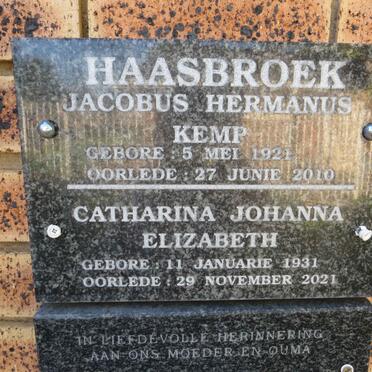 HAASBROEK
JACOBUS HERMANUS
KEMP
GEBORE : 5 MEI 1921
OORLEDE : 27 JUNIE 2010
CATHARINA JOHANNA
ELIZABETH
GEBORE : 11 JANUARIE 1931
OORLEDE : 29 NOVEMBER 2021
IN LIEFDEVOLLE HERINNERING
AAN ONS MOEDER EN OUMA